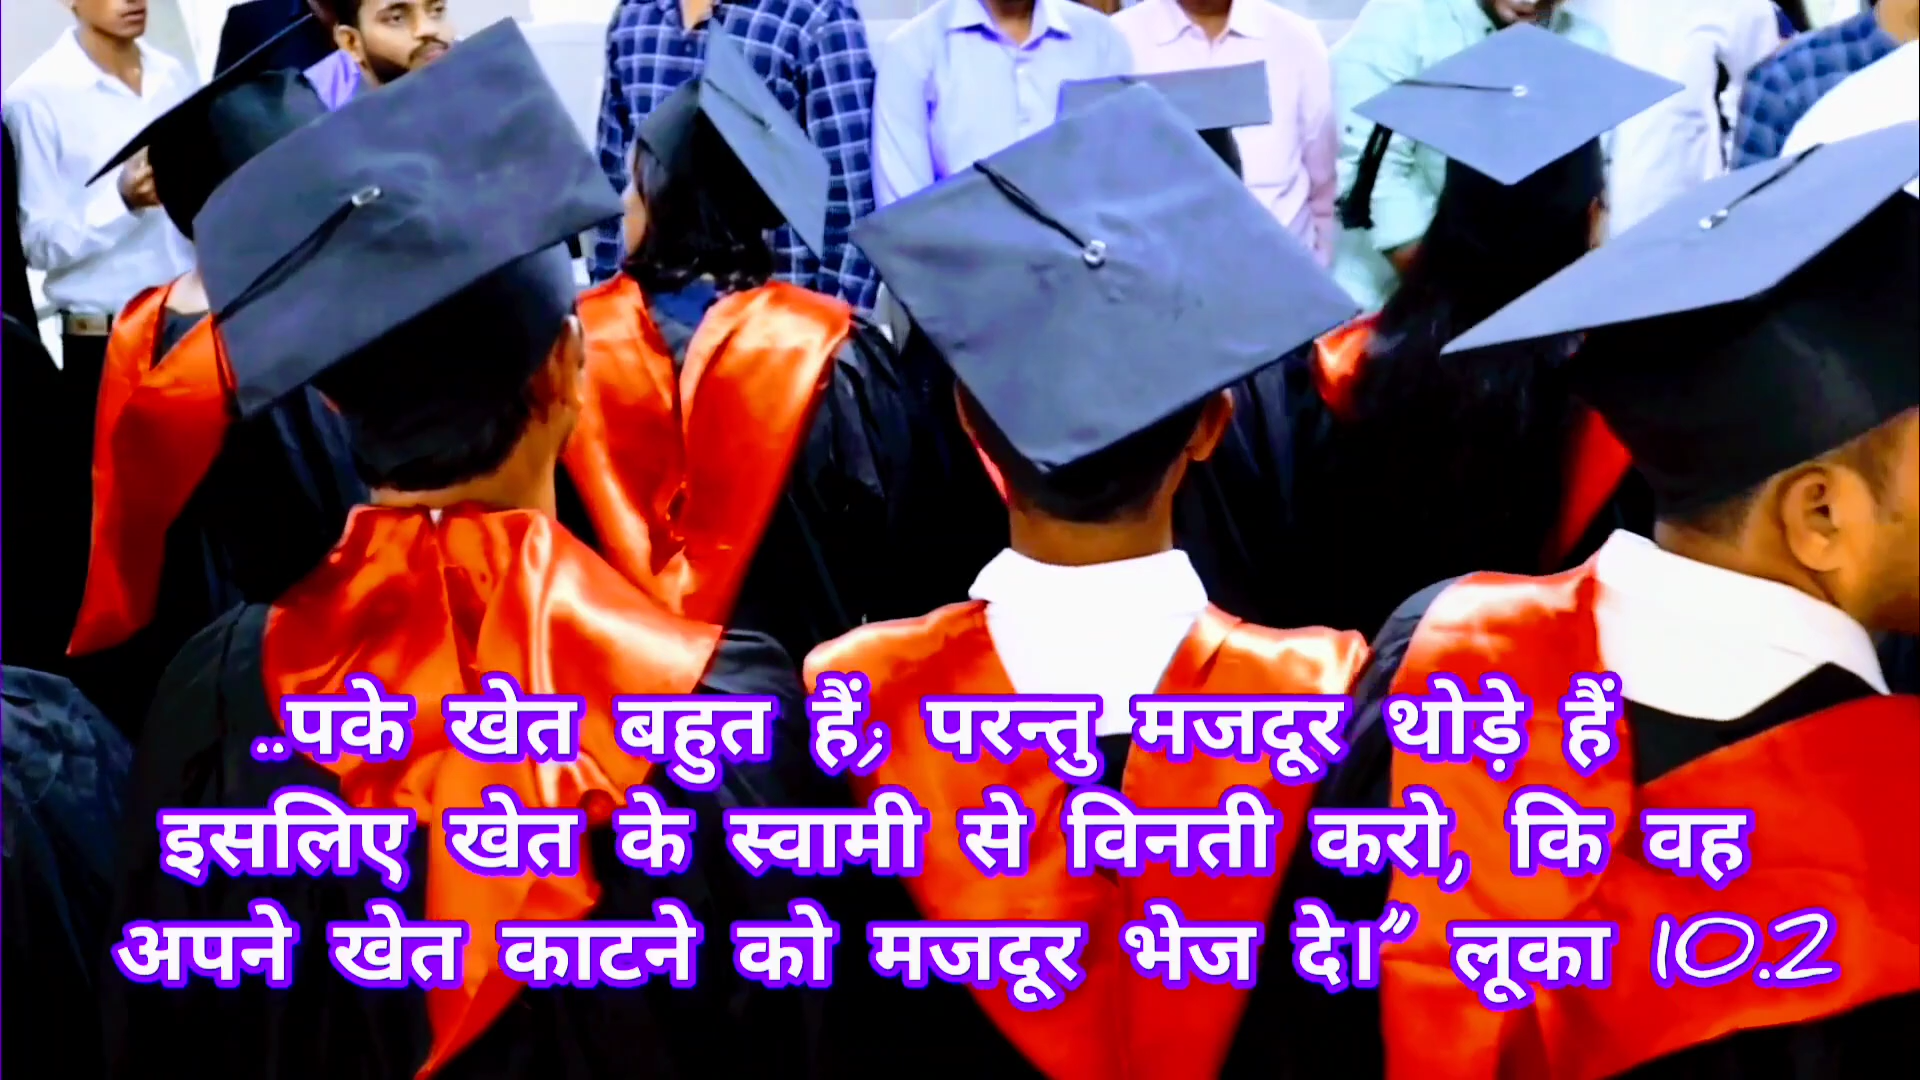 ..पके खेत बहुत हैं; परन्तु मजदूर थोड़े हैं
इसलिए खेत के स्वामी से विनती करो, कि वह
अपने खेत काटने को मजदूर भेज दे।” लूका 10.2